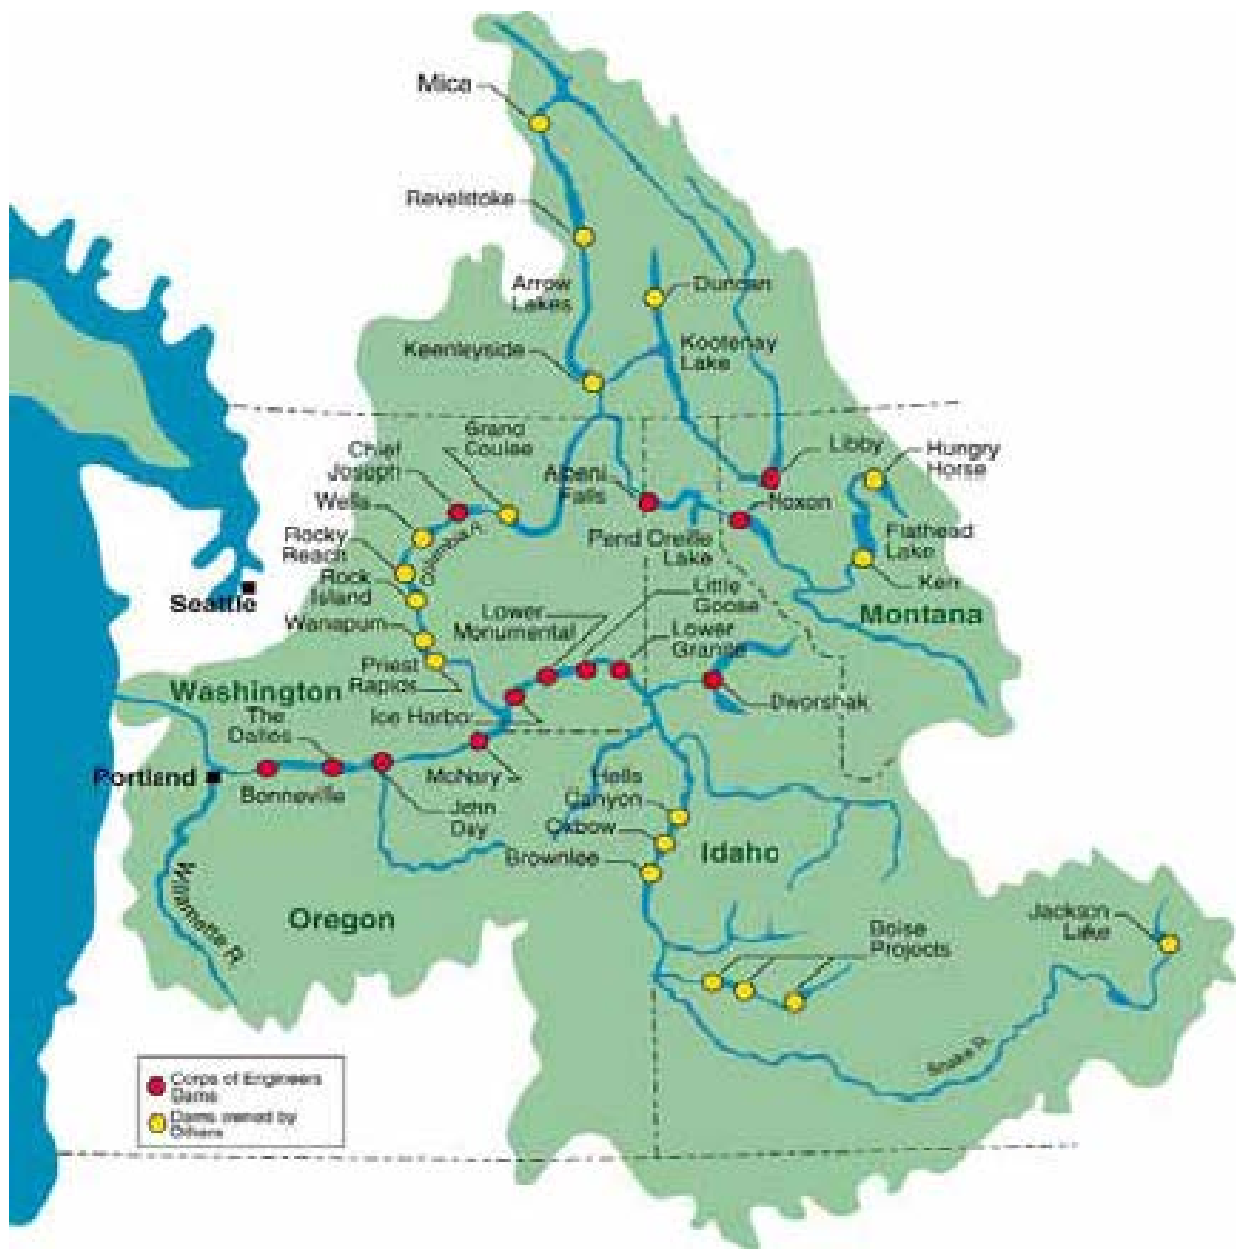 Mica
Revelstoke
Arrow
Lakes
Duncan
Keenleyside
Kootenay
Lake
Grand
Coulee
Chief
Joseph
Libby
Hungry
Horse
Albeni
Falls
Wells
Noxon
Rocky
Reach
Columbia R.
Pend Oreille
Lake
Flathead
Lake
Rock
Island
Kerr
Little
Goose
Seattle
Lower
Monumental
Montana
Wanapum
Lower
Granite
Priest
Rapids
Washington
Dworshak
The
Dalles
Ice Harbor
Portland
McNary
Hells
Canyon
Bonneville
John
Day
Oxbow
Brownlee
Idaho
Willamette R.
Oregon
Boise
Projects
Jackson
Lake
Snake R.
Corps of Engineers
Dams
Dams owned by
Others